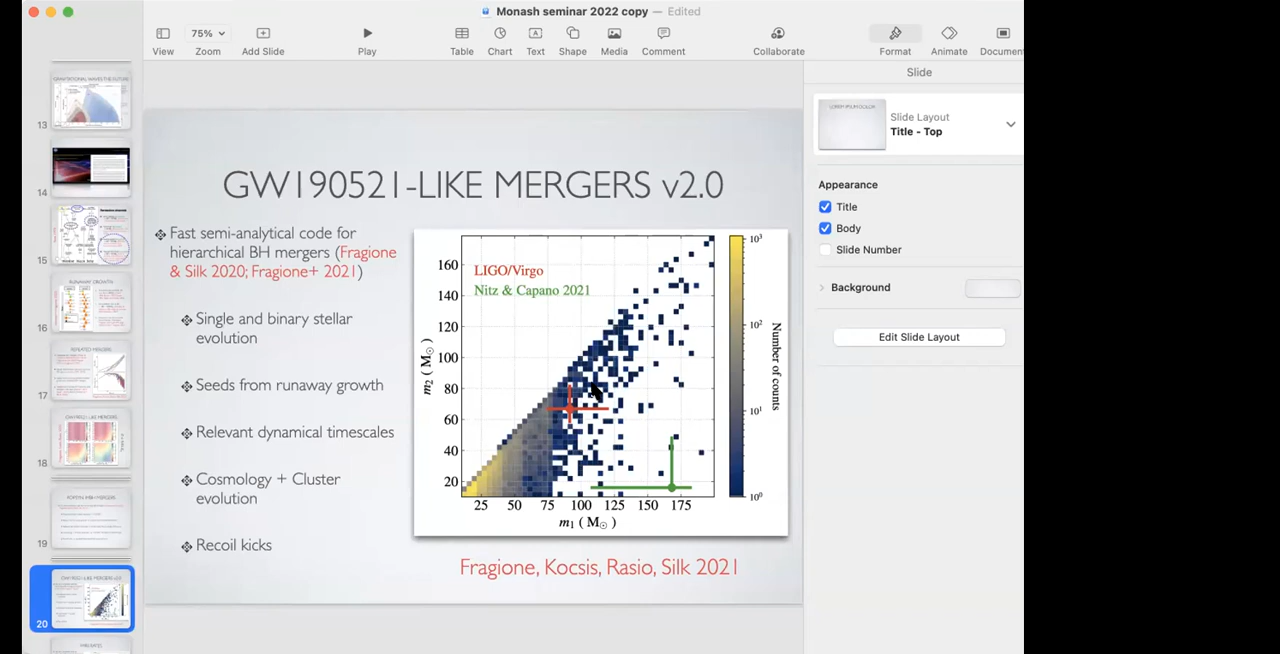 Monash seminar 2022 copy — Edited
75%
View
Zoom
Add Slide
Play
Table
Chart
Text
Shape
Media
Comment
Collaborate
Format
Animate
Documen
Slide
13
14
15
16
17
18
19
20
GW190521-LIKE MERGERS v2.0
Fast semi-analytical code for
hierarchical BH mergers (Fragione
& Silk 2020; Fragione+ 2021)
Single and binary stellar
evolution
Seeds from runaway growth
Relevant dynamical timescales
Cosmology + Cluster
evolution
Recoil kicks
LIGO/Virgo
Nitz & Capano 2021
160
140
120
100
80
60
40
20
m₂ ( M☉ )
25
50
75
100
125
150
175
m₁ ( M☉ )
10³
10²
10¹
10⁰
Number of counts
Fragione, Kocsis, Rasio, Silk 2021
Slide Layout
Title - Top
Appearance
Title
Body
Slide Number
Background
Edit Slide Layout